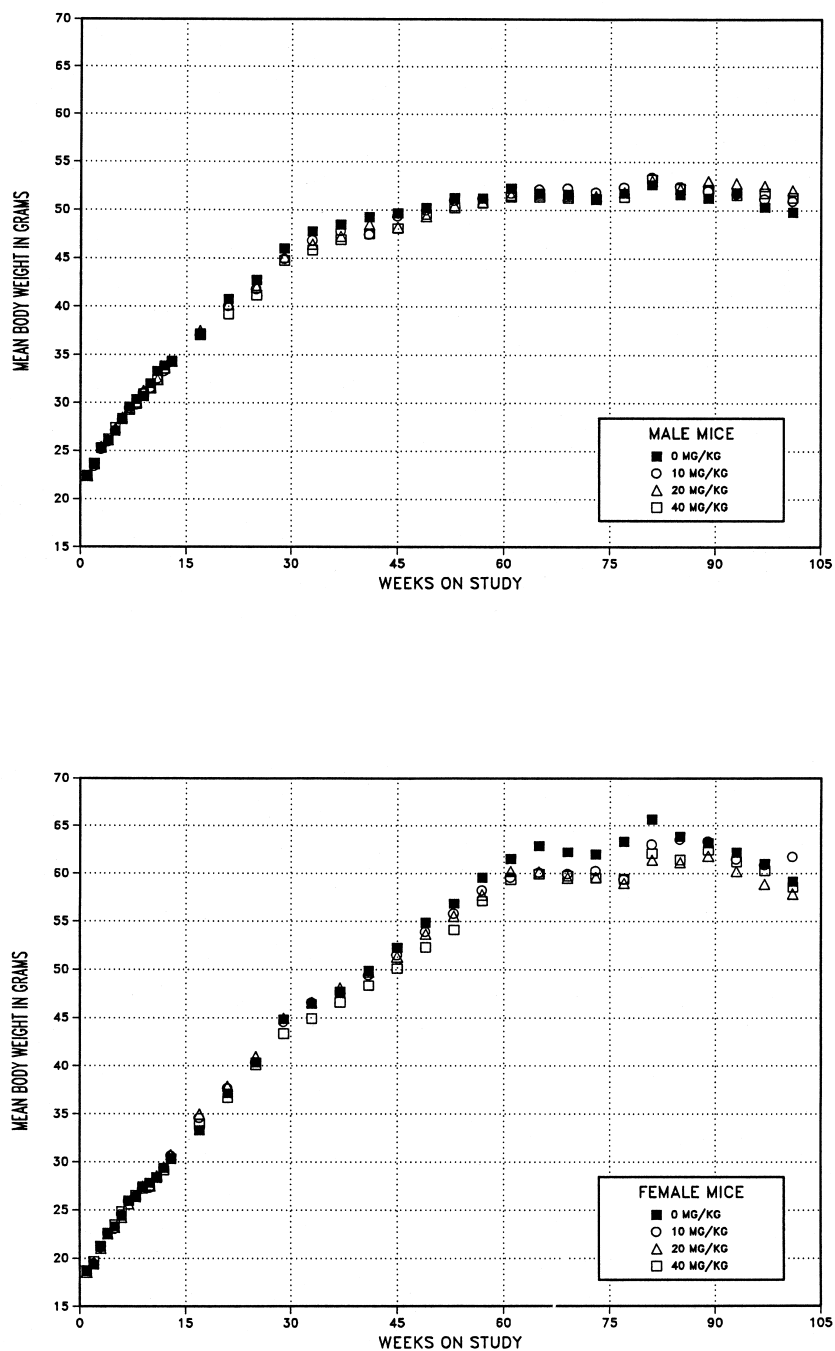 70
65
60
55
50
45
40
35
30
25
20
15
MEAN BODY WEIGHT IN GRAMS
MALE MICE
0 MG/KG
10 MG/KG
20 MG/KG
40 MG/KG
0 15 30 45 60 75 90 105
WEEKS ON STUDY
70
65
60
55
50
45
40
35
30
25
20
15
MEAN BODY WEIGHT IN GRAMS
FEMALE MICE
0 MG/KG
10 MG/KG
20 MG/KG
40 MG/KG
0 15 30 45 60 75 90 105
WEEKS ON STUDY